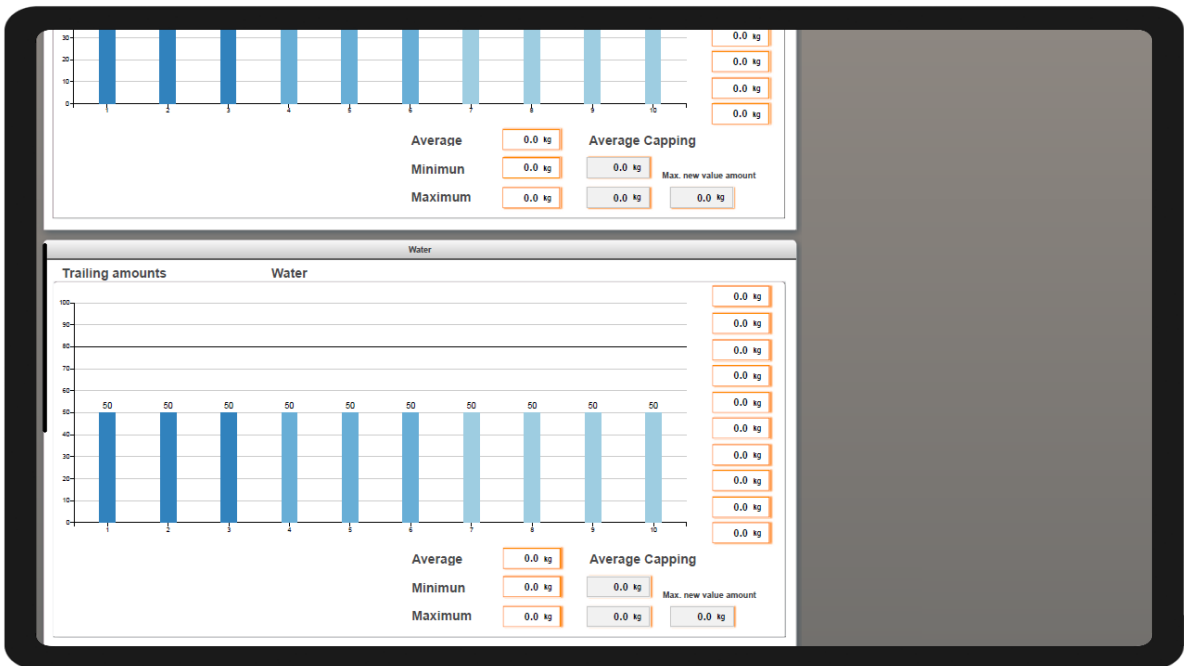 30
0.0 kg
20
0.0 kg
10
0.0 kg
0
0.0 kg
1 2 3 4 5 6 7 8 9 10
Average 0.0 kg Average Capping
Minimun 0.0 kg 0.0 kg Max. new value amount
Maximum 0.0 kg 0.0 kg 0.0 kg
Water
Trailing amounts Water
100 0.0 kg
90 0.0 kg
80 0.0 kg
70 0.0 kg
60 0.0 kg
50 50 50 50 50 50 50 50 50 50
50
40 0.0 kg
30 0.0 kg
20 0.0 kg
10 0.0 kg
0 0.0 kg
1 2 3 4 5 6 7 8 9 10
Average 0.0 kg Average Capping
Minimun 0.0 kg 0.0 kg Max. new value amount
Maximum 0.0 kg 0.0 kg 0.0 kg